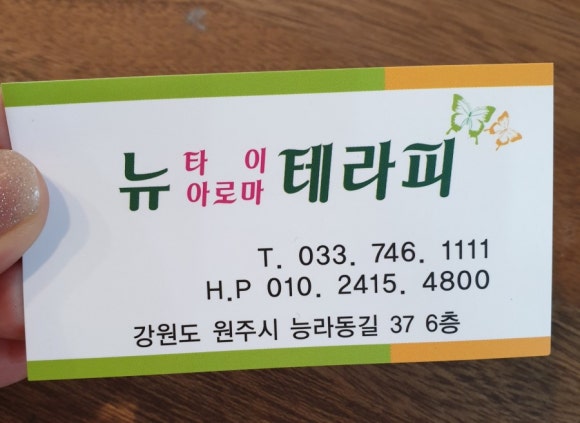 뉴 타이 아로마 테라피
T. 033. 746. 1111
H.P 010. 2415. 4800
강원도 원주시 능라동길 37 6층